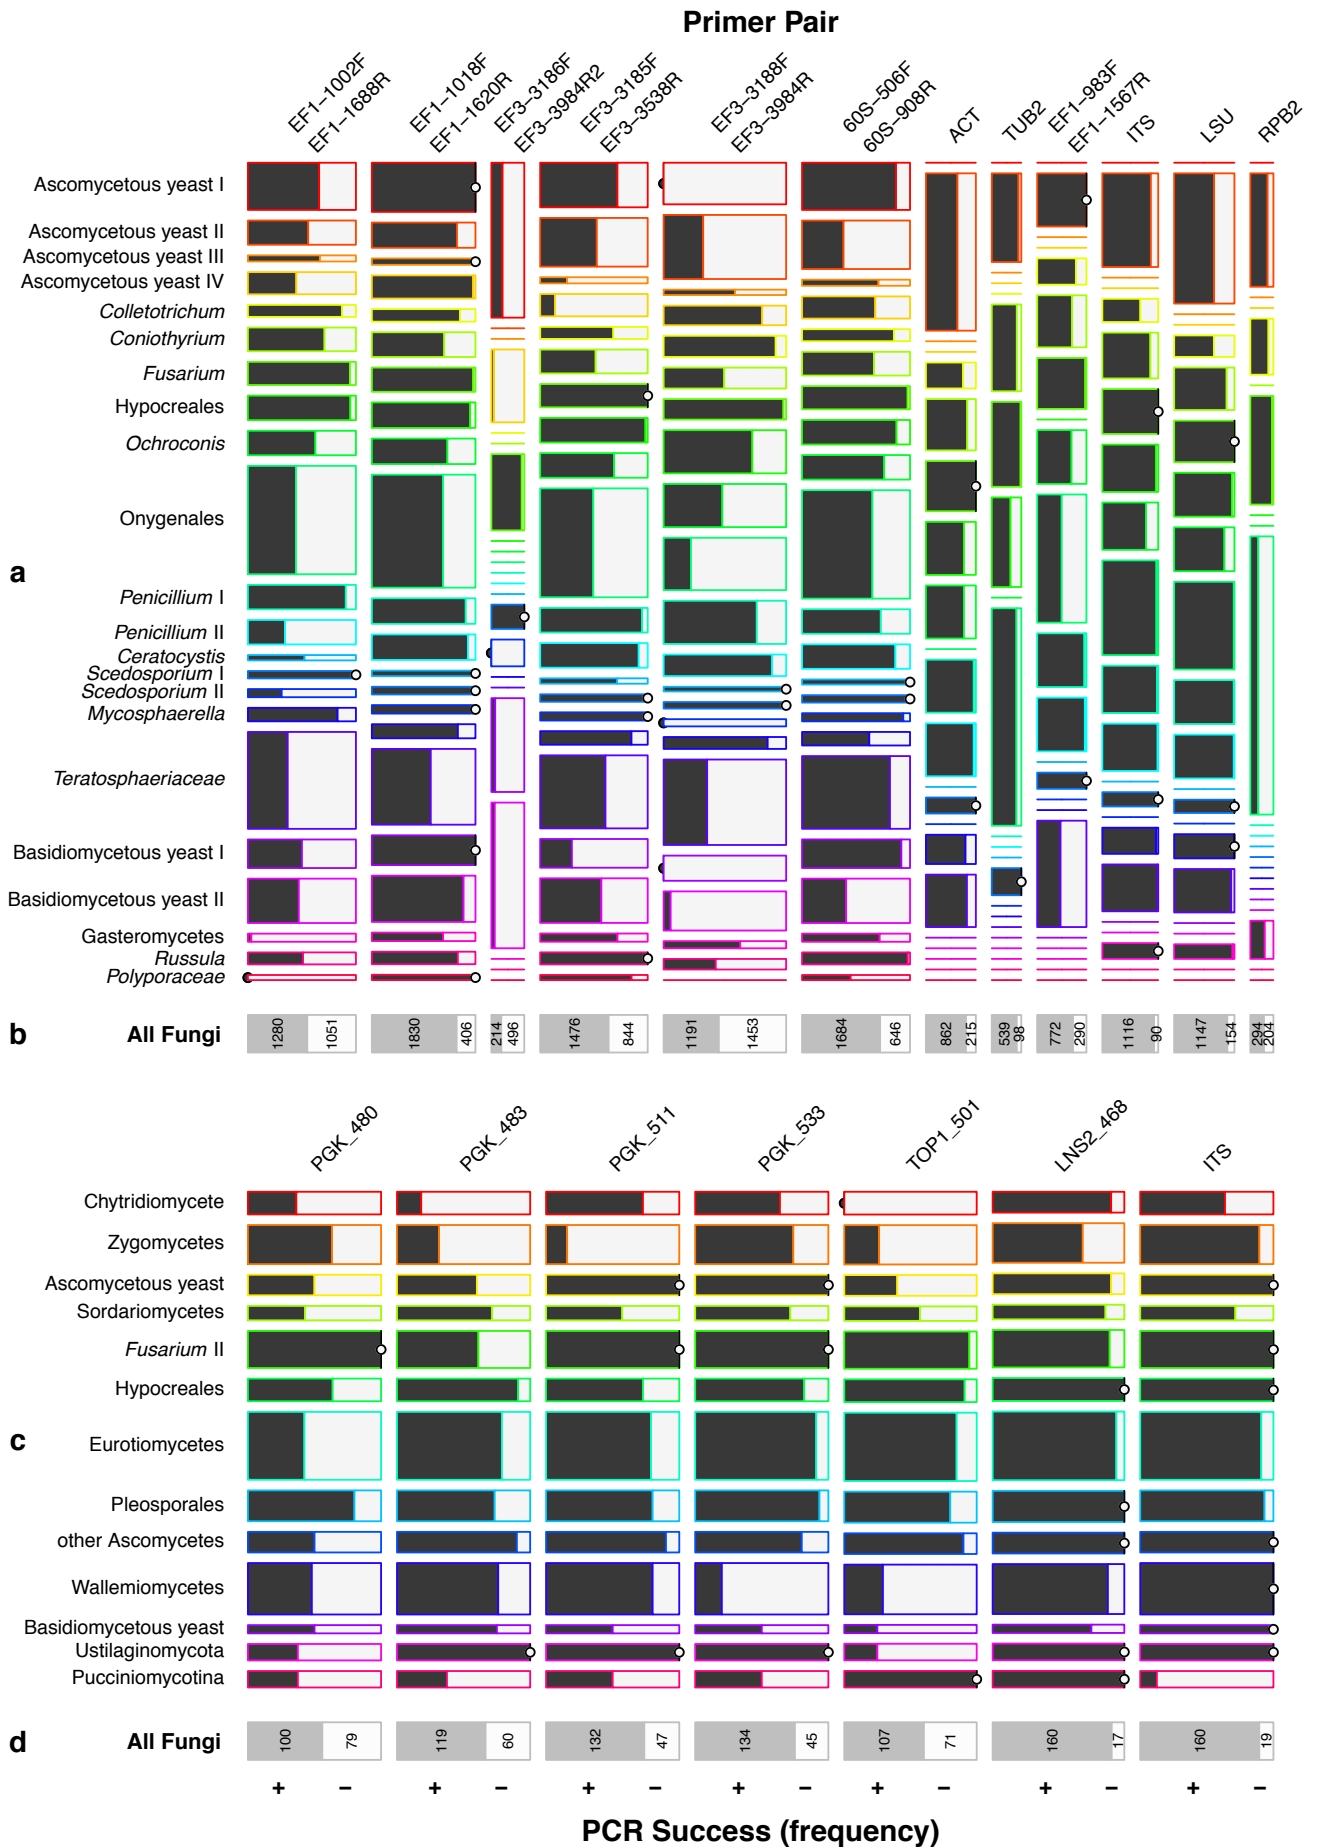 Primer Pair
EF1−1002F
EF1−1688R
EF1−1018F
EF1−1620R
EF3−3186F
EF3−3984R2
EF3−3185F
EF3−3538R
EF3−3188F
EF3−3984R
60S−506F
60S−908R
ACT
TUB2
EF1−983F
EF1−1567R
ITS
LSU
RPB2
Ascomycetous yeast I
Ascomycetous yeast II
Ascomycetous yeast III
Ascomycetous yeast IV
Colletotrichum
Coniothyrium
Fusarium
Hypocreales
Ochroconis
Onygenales
a
Penicillium I
Penicillium II
Ceratocystis
Scedosporium I
Scedosporium II
Mycosphaerella
Teratosphaeriaceae
Basidiomycetous yeast I
Basidiomycetous yeast II
Gasteromycetes
Russula
Polyporaceae
b All Fungi 1280 1051 1830 406 214 496 1476 844 1191 1453 1684 646 862 215 539 98 772 290 1116 90 1147 154 294 204
PGK_480 PGK_483 PGK_511 PGK_533 TOP1_501 LNS2_468 ITS
Chytridiomycete
Zygomycetes
Ascomycetous yeast
Sordariomycetes
Fusarium II
Hypocreales
c Eurotiomycetes
Pleosporales
other Ascomycetes
Wallemiomycetes
Basidiomycetous yeast
Ustilaginomycota
Pucciniomycotina
d All Fungi 100 79 119 60 132 47 134 45 107 71 160 17 160 19
+ − + − + − + − + − + − + −
PCR Success (frequency)